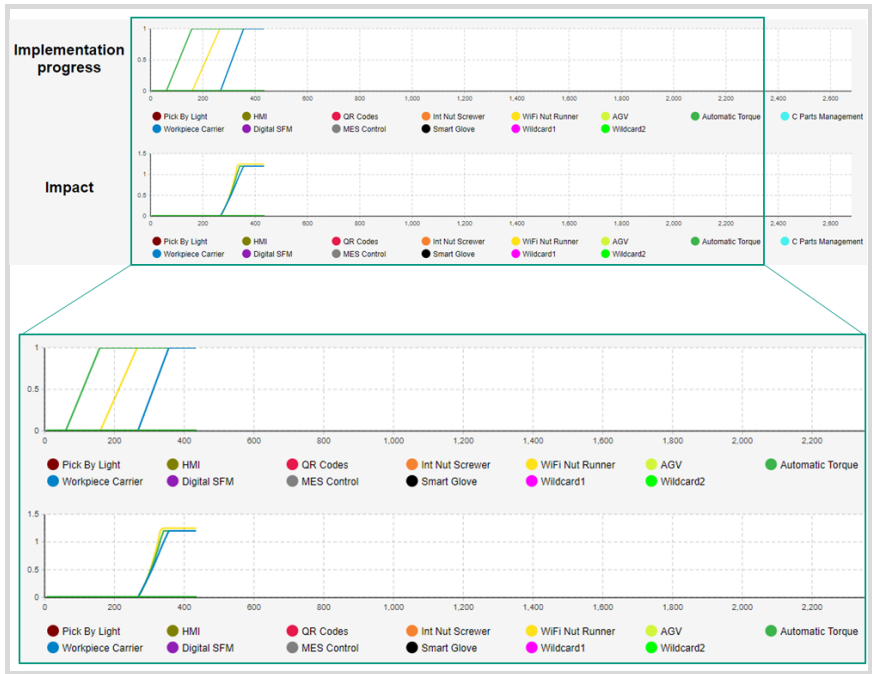 Implementation progress
1
0.5
0
0 200 400 600 800 1,000 1,200 1,400 1,600 1,800 2,000 2,200 2,400 2,600
Pick By Light HMI QR Codes Int Nut Screwer WiFi Nut Runner AGV Automatic Torque C Parts Management
Workpiece Carrier Digital SFM MES Control Smart Glove Wildcard1 Wildcard2
Impact
1.5
1
0.5
0
0 200 400 600 800 1,000 1,200 1,400 1,600 1,800 2,000 2,200 2,400 2,600
Pick By Light HMI QR Codes Int Nut Screwer WiFi Nut Runner AGV Automatic Torque C Parts Management
Workpiece Carrier Digital SFM MES Control Smart Glove Wildcard1 Wildcard2
1
0.5
0
0 200 400 600 800 1,000 1,200 1,400 1,600 1,800 2,000 2,200
Pick By Light HMI QR Codes Int Nut Screwer WiFi Nut Runner AGV Automatic Torque
Workpiece Carrier Digital SFM MES Control Smart Glove Wildcard1 Wildcard2
1.5
1
0.5
0
0 200 400 600 800 1,000 1,200 1,400 1,600 1,800 2,000 2,200
Pick By Light HMI QR Codes Int Nut Screwer WiFi Nut Runner AGV Automatic Torque
Workpiece Carrier Digital SFM MES Control Smart Glove Wildcard1 Wildcard2